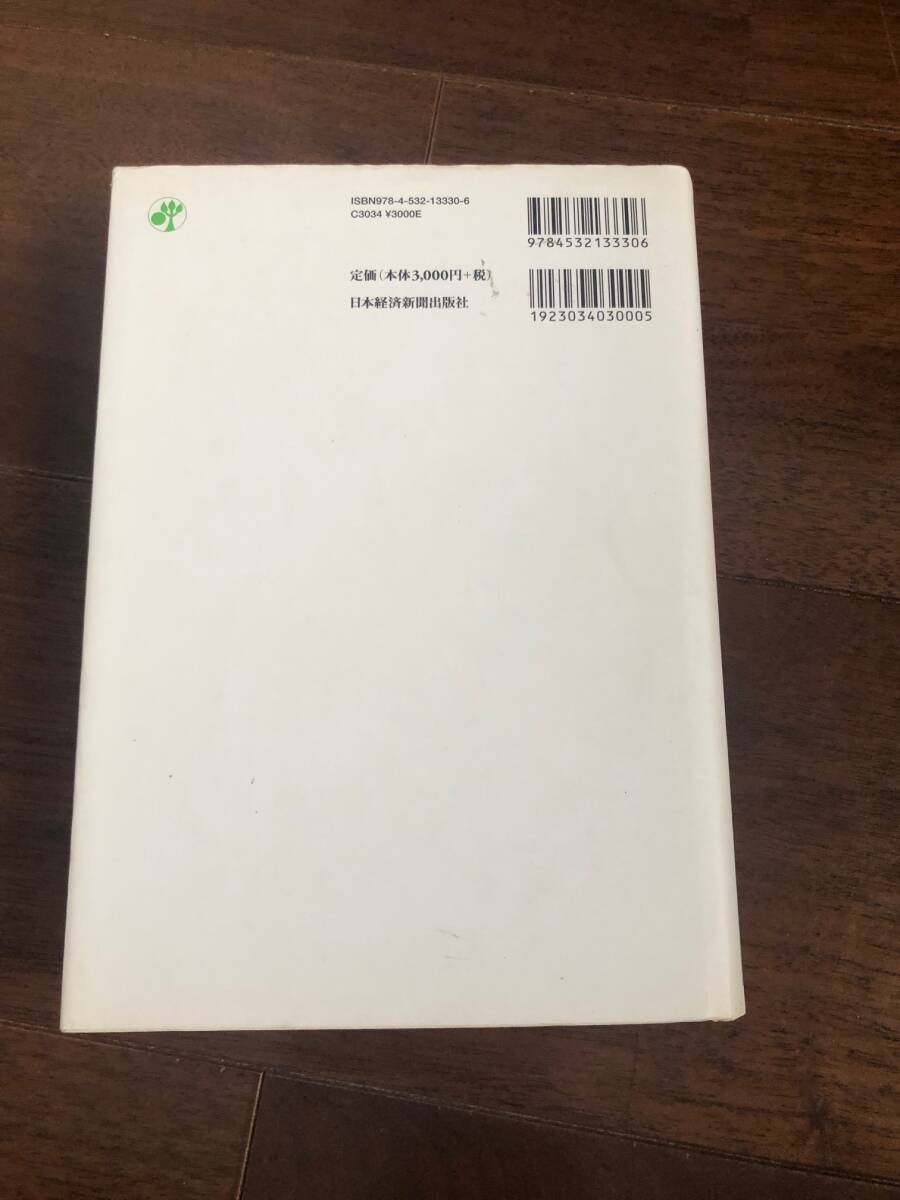 ISBN978-4-532-13330-6
C3034 ¥3000E
9784532133306
定価(本体3,000円+税)
日本経済新聞出版社
1923034030005